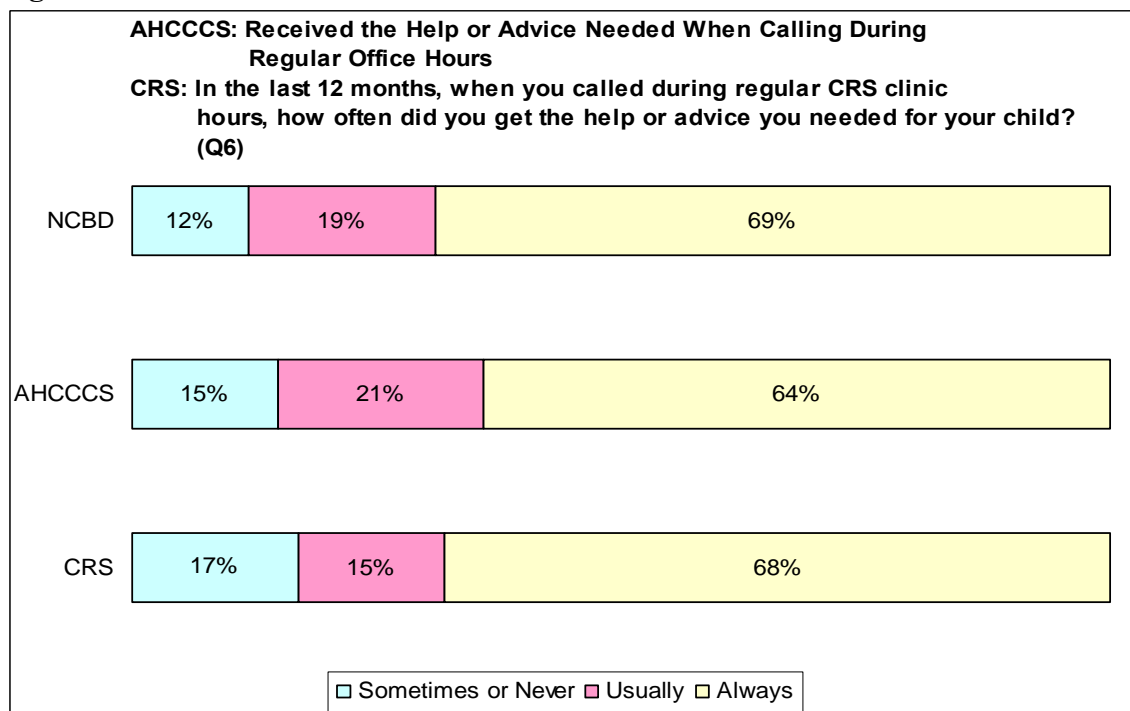 AHCCCS: Received the Help or Advice Needed When Calling During
Regular Office Hours
CRS: In the last 12 months, when you called during regular CRS clinic
hours, how often did you get the help or advice you needed for your child?
(Q6)
NCBD 12% 19% 69%
AHCCCS 15% 21% 64%
CRS 17% 15% 68%
Sometimes or Never Usually Always